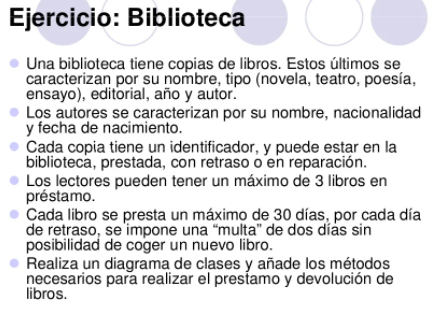 Ejercicio: Biblioteca
Una biblioteca tiene copias de libros. Estos últimos se
caracterizan por su nombre, tipo (novela, teatro, poesía,
ensayo), editorial, año y autor.
Los autores se caracterizan por su nombre, nacionalidad
y fecha de nacimiento.
Cada copia tiene un identificador, y puede estar en la
biblioteca, prestada, con retraso o en reparación.
Los lectores pueden tener un máximo de 3 libros en
préstamo.
Cada libro se presta un máximo de 30 días, por cada día
de retraso, se impone una “multa” de dos días sin
posibilidad de coger un nuevo libro.
Realiza un diagrama de clases y añade los métodos
necesarios para realizar el prestamo y devolución de
libros.